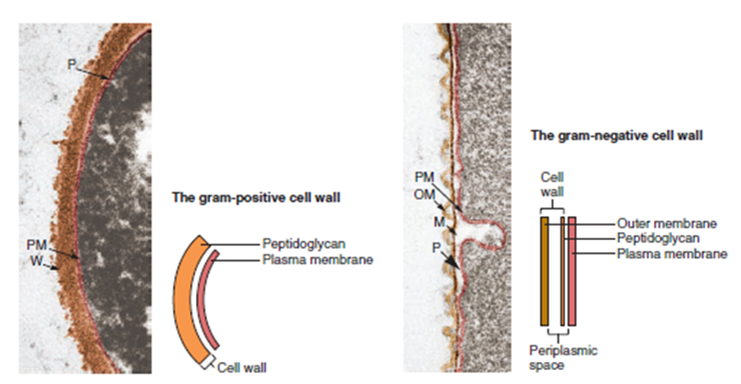 P
PM
W
The gram-positive cell wall
Peptidoglycan
Plasma membrane
Cell wall
PM
OM
M
P
The gram-negative cell wall
Cell
wall
Outer membrane
Peptidoglycan
Plasma membrane
Periplasmic
space